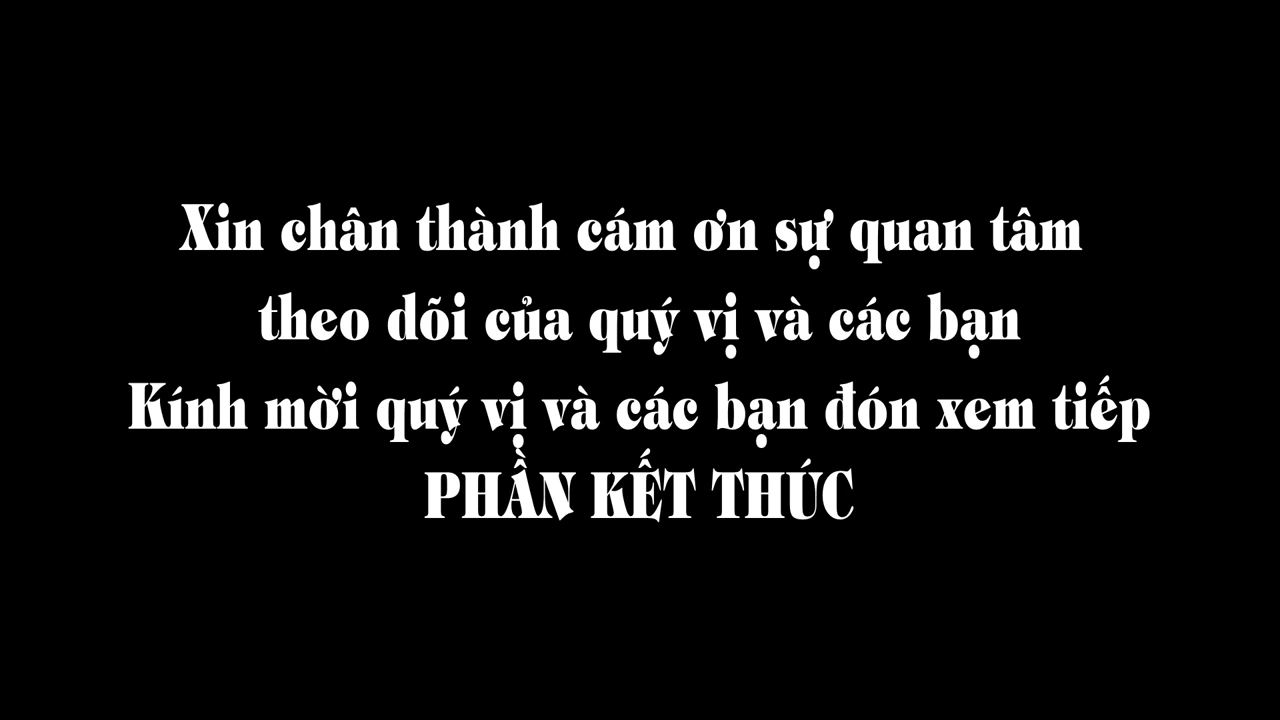 Xin chân thành cám ơn sự quan tâm
theo dõi của quý vị và các bạn
Kính mời quý vị và các bạn đón xem tiếp
PHẦN KẾT THÚC